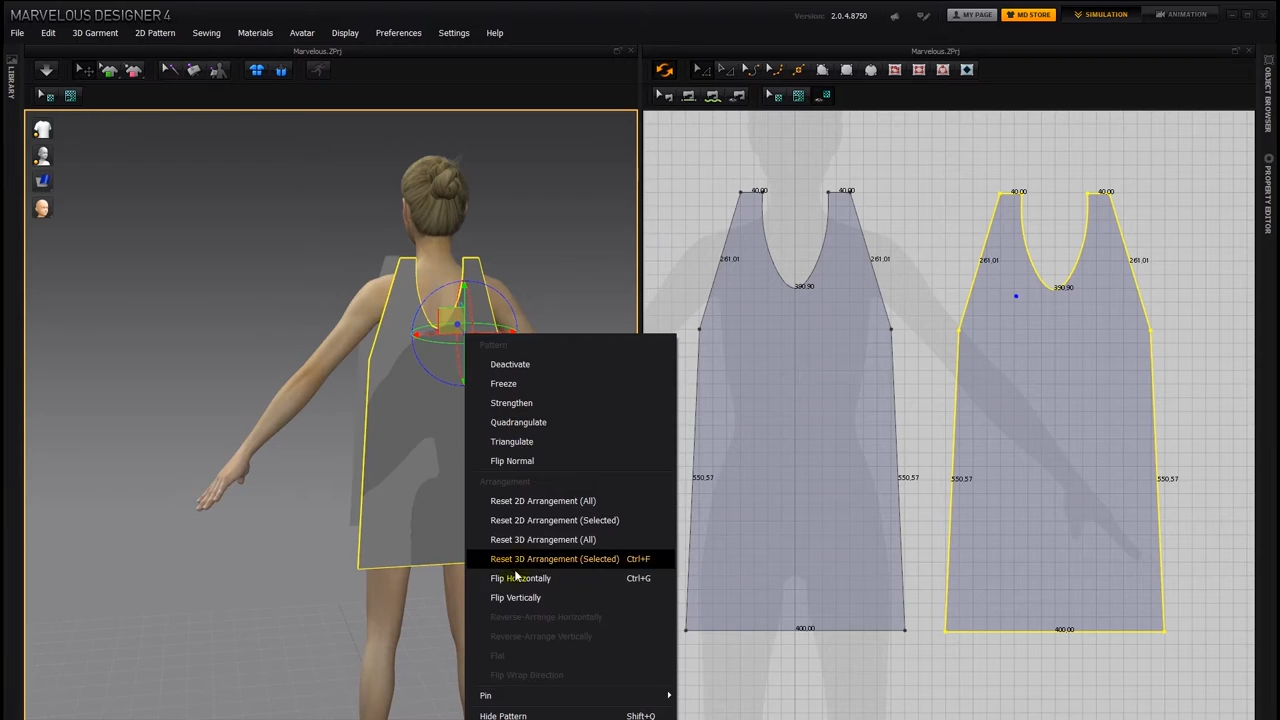 MARVELOUS DESIGNER 4
Version: 2.0.4.8750
MY PAGE
MD STORE
SIMULATION
ANIMATION
File Edit 3D Garment 2D Pattern Sewing Materials Avatar Display Preferences Settings Help
Marvelous.ZPrj
Marvelous.ZPrj
LIBRARY
OBJECT BROWSER
PROPERTY EDITOR
40,00 40,00
261,01 261,01
390,90
550,57 550,57
400,00
40,00 40,00
261,01 261,01
390,90
550,57 550,57
400,00
Pattern
Deactivate
Freeze
Strengthen
Quadrangulate
Triangulate
Flip Normal
Arrangement
Reset 2D Arrangement (All)
Reset 2D Arrangement (Selected)
Reset 3D Arrangement (All)
Reset 3D Arrangement (Selected) Ctrl+F
Flip Horizontally Ctrl+G
Flip Vertically
Reverse-Arrange Horizontally
Reverse-Arrange Vertically
Flat
Flip Wrap Direction
Pin
Hide Pattern Shift+Q